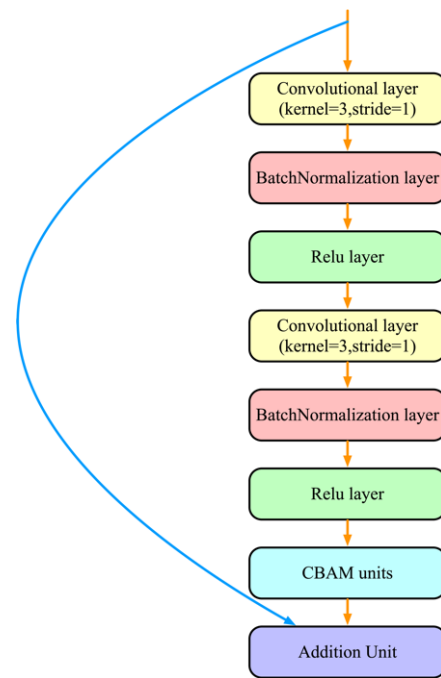 Convolutional layer
(kernel=3,stride=1)
BatchNormalization layer
Relu layer
Convolutional layer
(kernel=3,stride=1)
BatchNormalization layer
Relu layer
CBAM units
Addition Unit